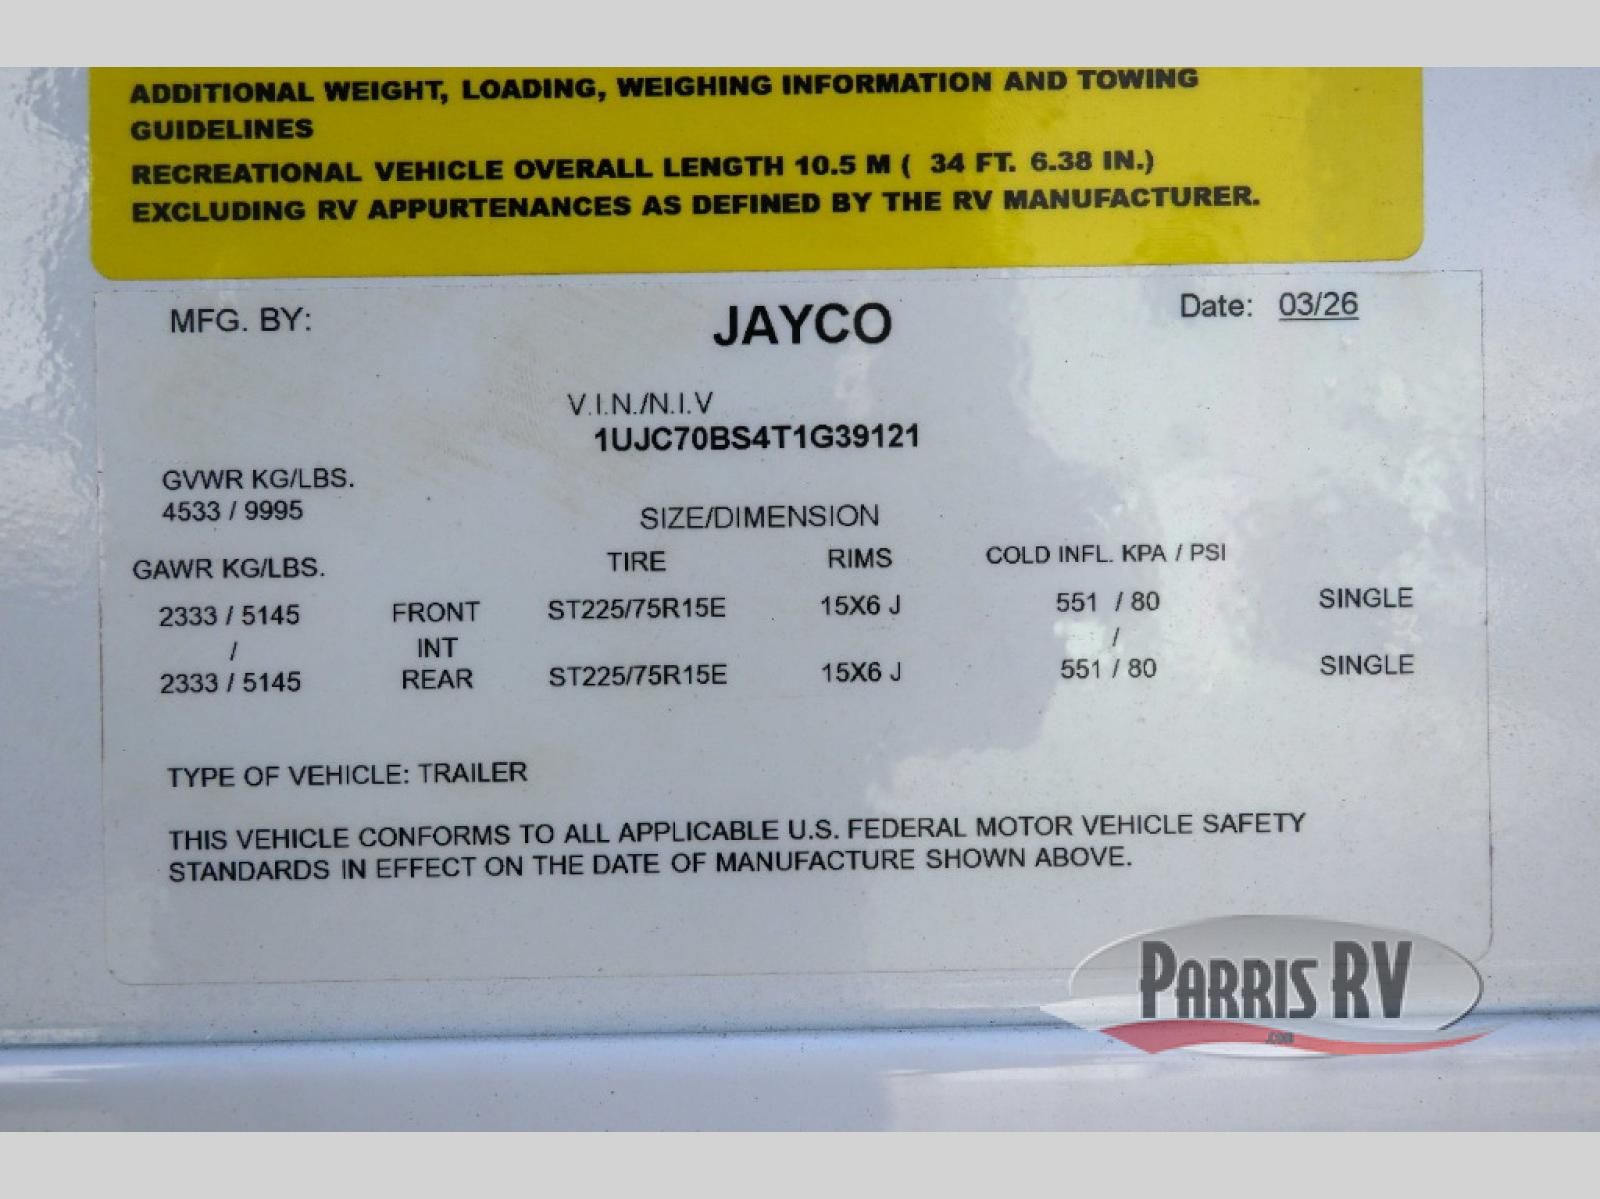 ADDITIONAL WEIGHT, LOADING, WEIGHING INFORMATION AND TOWING
GUIDELINES
RECREATIONAL VEHICLE OVERALL LENGTH 10.5 M ( 34 FT. 6.38 IN.)
EXCLUDING RV APPURTENANCES AS DEFINED BY THE RV MANUFACTURER.
MFG. BY: JAYCO Date: 03/26
V.I.N./N.I.V
1UJC70BS4T1G39121
GVWR KG/LBS.
4533 / 9995
SIZE/DIMENSION
GAWR KG/LBS. TIRE RIMS COLD INFL. KPA / PSI
2333 / 5145 FRONT ST225/75R15E 15X6 J 551 / 80 SINGLE
/ INT /
2333 / 5145 REAR ST225/75R15E 15X6 J 551 / 80 SINGLE
TYPE OF VEHICLE: TRAILER
THIS VEHICLE CONFORMS TO ALL APPLICABLE U.S. FEDERAL MOTOR VEHICLE SAFETY
STANDARDS IN EFFECT ON THE DATE OF MANUFACTURE SHOWN ABOVE.
PARRIS RV
.COM